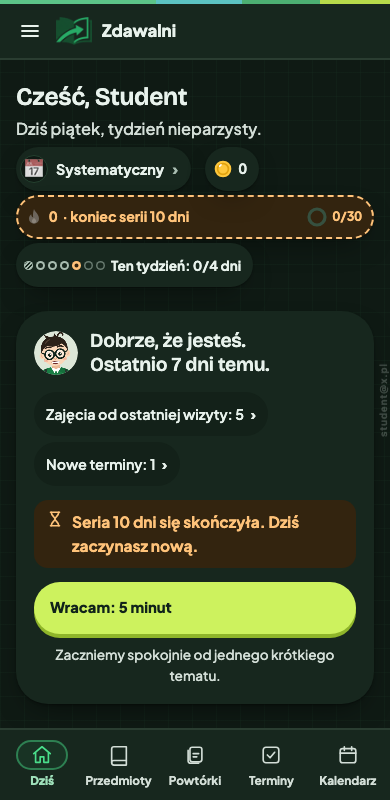 Zdawalni
Cześć, Student
Dziś piątek, tydzień nieparzysty.
Systematyczny ›
0
0 · koniec serii 10 dni
0/30
Ten tydzień: 0/4 dni
Dobrze, że jesteś.
Ostatnio 7 dni temu.
Zajęcia od ostatniej wizyty: 5 ›
Nowe terminy: 1 ›
Seria 10 dni się skończyła. Dziś
zaczynasz nową.
Wracam: 5 minut
Zaczniemy spokojnie od jednego krótkiego
tematu.
student@x.pl
Dziś
Przedmioty
Powtórki
Terminy
Kalendarz